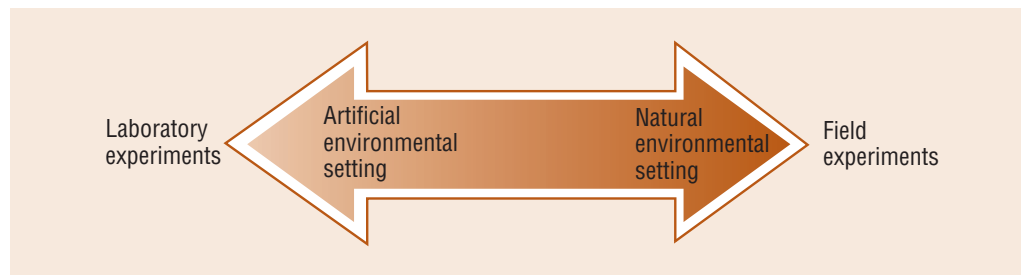 Laboratory
experiments
Artificial
environmental
setting
Natural
environmental
setting
Field
experiments